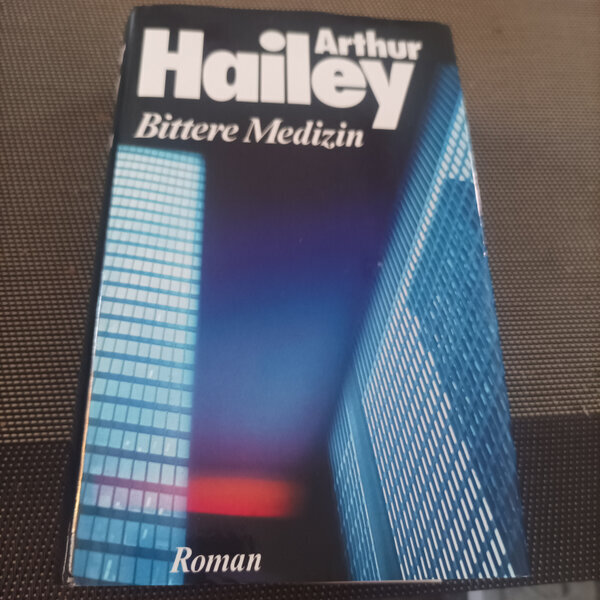 Arthur
Hailey
Bittere Medizin
Roman